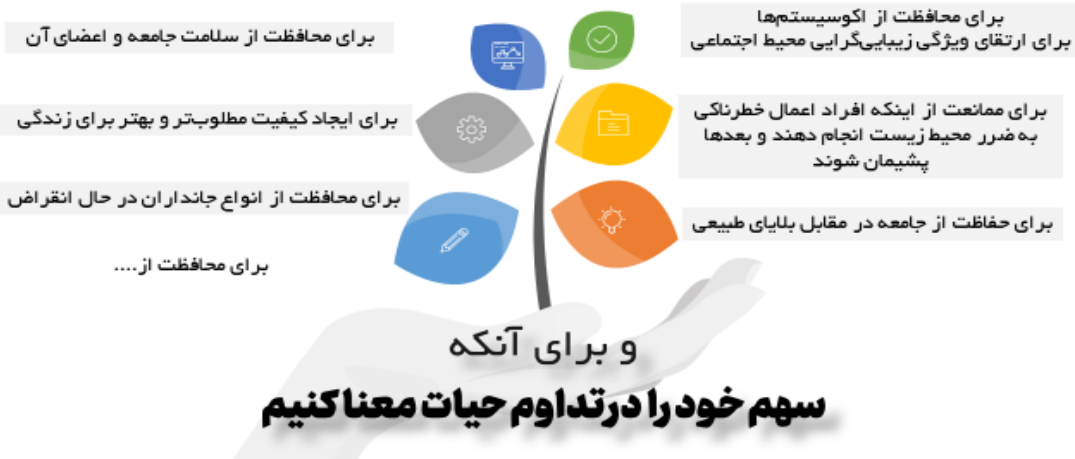 برای محافظت از اکوسیستم‌ها
برای ارتقای ویژگی زیبایی‌گرایی محیط اجتماعی
برای ممانعت از اینکه افراد اعمال خطرناکی
به ضرر محیط زیست انجام دهند و بعدها
پشیمان شوند
برای حفاظت از جامعه در مقابل بلایای طبیعی
برای محافظت از سلامت جامعه و اعضای آن
برای ایجاد کیفیت مطلوب‌تر و بهتر برای زندگی
برای محافظت از انواع جانداران در حال انقراض
برای محافظت از....
و برای آنکه
سهم خود را در تداوم حیات معنا کنیم